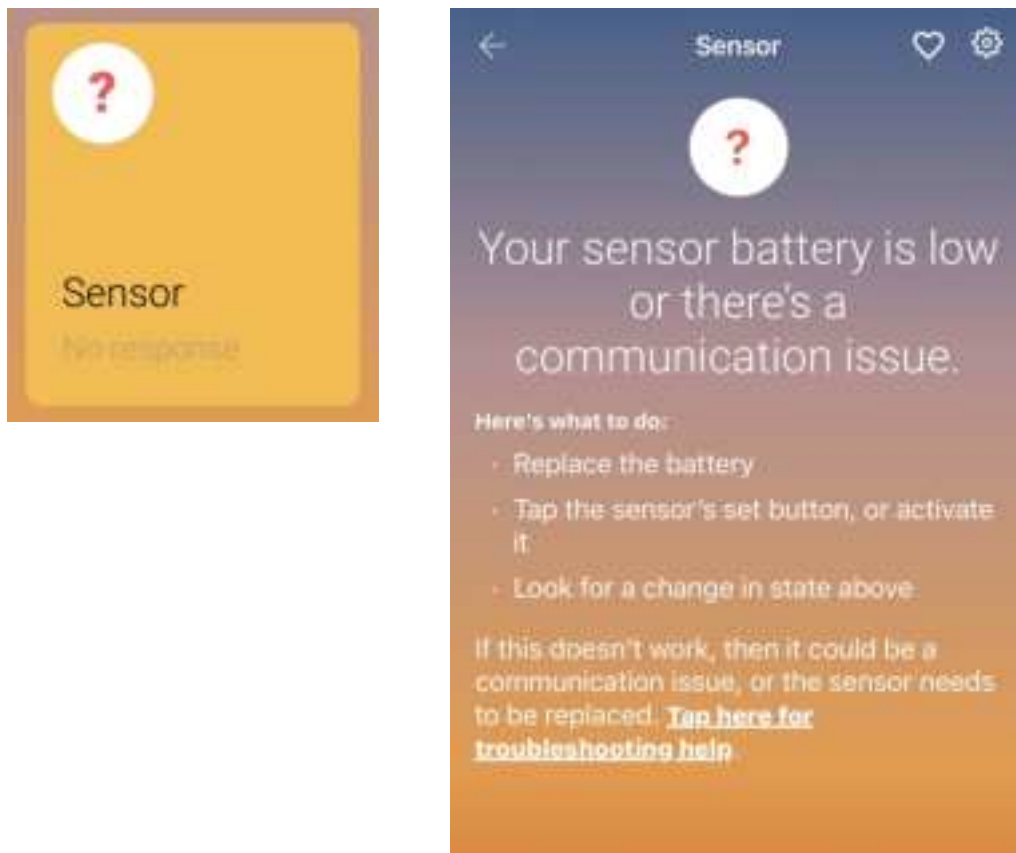 ?
Sensor
No response
Sensor
?
Your sensor battery is low
or there's a
communication issue.
Here's what to do:
· Replace the battery
· Tap the sensor's set button, or activate
it
· Look for a change in state above
If this doesn't work, then it could be a
communication issue, or the sensor needs
to be replaced. Tap here for
troubleshooting help